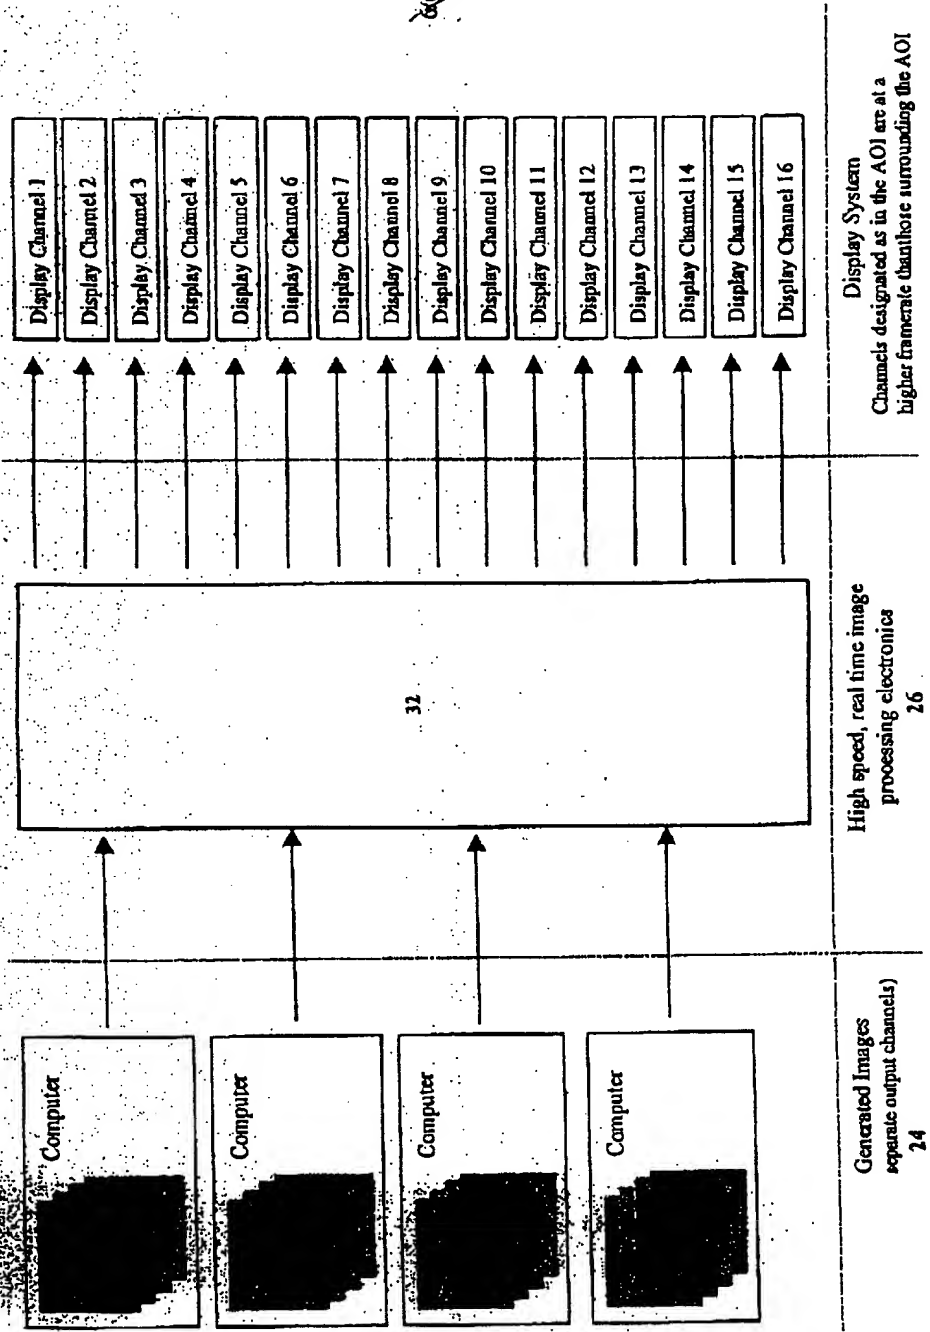 Computer
Computer
Computer
Computer
32
Display Channel 1
Display Channel 2
Display Channel 3
Display Channel 4
Display Channel 5
Display Channel 6
Display Channel 7
Display Channel 8
Display Channel 9
Display Channel 10
Display Channel 11
Display Channel 12
Display Channel 13
Display Channel 14
Display Channel 15
Display Channel 16
Generated Images
separate output channels)
24
High speed, real time image
processing electronics
26
Display System
Channels designated as in the AOI are at a
higher framerate thanthose surrounding the AOI